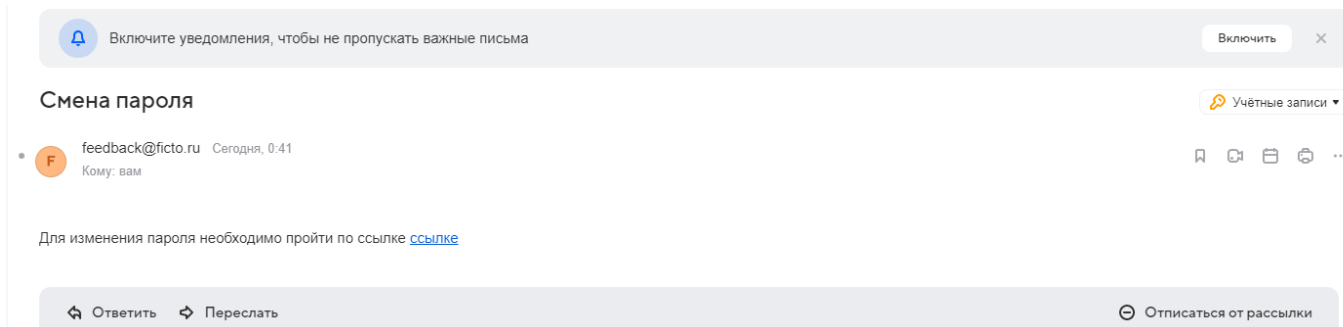 Включите уведомления, чтобы не пропускать важные письма
Включить
Смена пароля
Учётные записи
F
feedback@ficto.ru Сегодня, 0:41
Кому: вам
Для изменения пароля необходимо пройти по ссылке ссылке
Ответить Переслать
Отписаться от рассылки